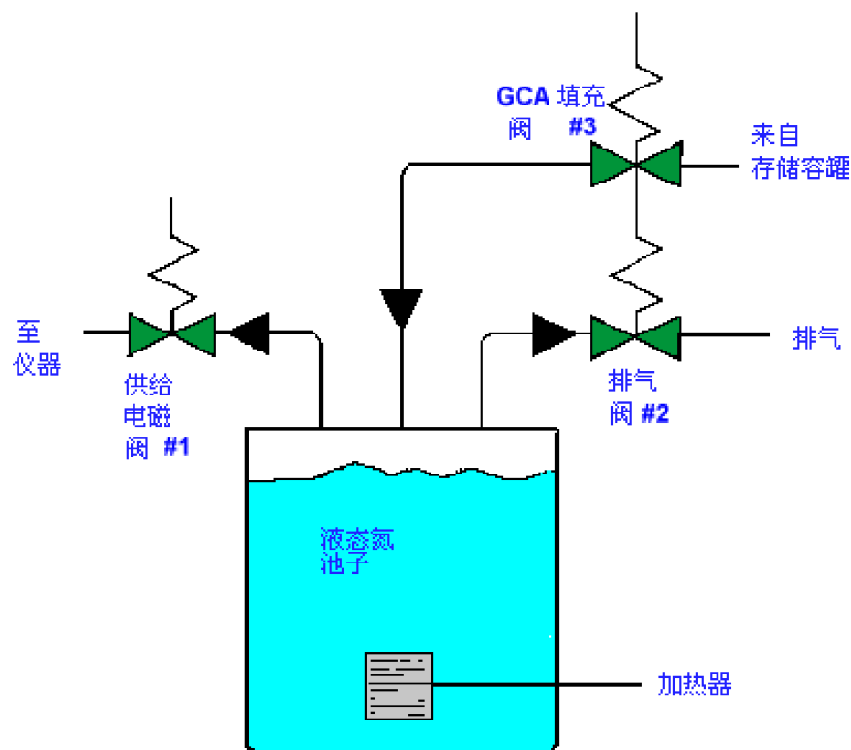 GCA 填充
阀 #3
来自
存储容罐
至
仪器
供给
电磁
阀 #1
排气
阀 #2
排气
液态氮
池子
加热器